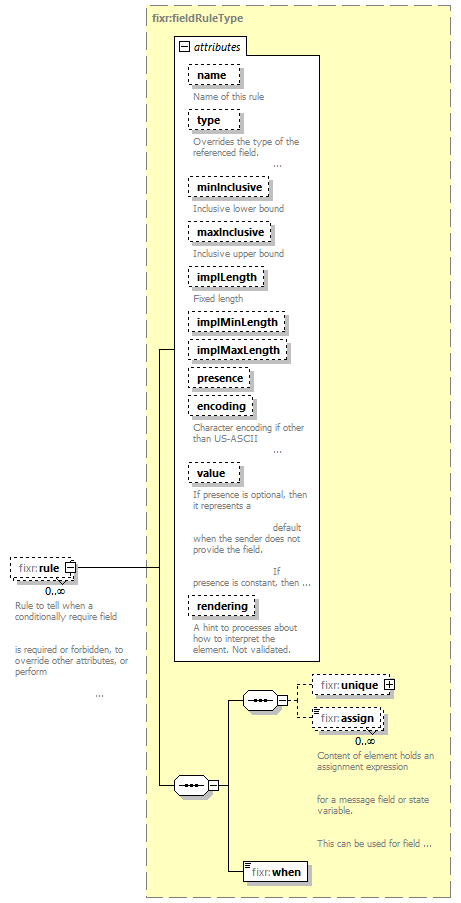 fixr:fieldRuleType
attributes
name
Name of this rule
type
Overrides the type of the
referenced field.
...
minInclusive
Inclusive lower bound
maxInclusive
Inclusive upper bound
implLength
Fixed length
implMinLength
implMaxLength
presence
encoding
Character encoding if other
than US-ASCII
...
value
If presence is optional, then
it represents a
default
when the sender does not
provide the field.
If
presence is constant, then ...
rendering
A hint to processes about
how to interpret the
element. Not validated.
fixr:rule
0..∞
Rule to tell when a
conditionally require field
is required or forbidden, to
override other attributes, or
perform
...
fixr:unique
fixr:assign
0..∞
Content of element holds an
assignment expression
for a message field or state
variable.
This can be used for field ...
fixr:when